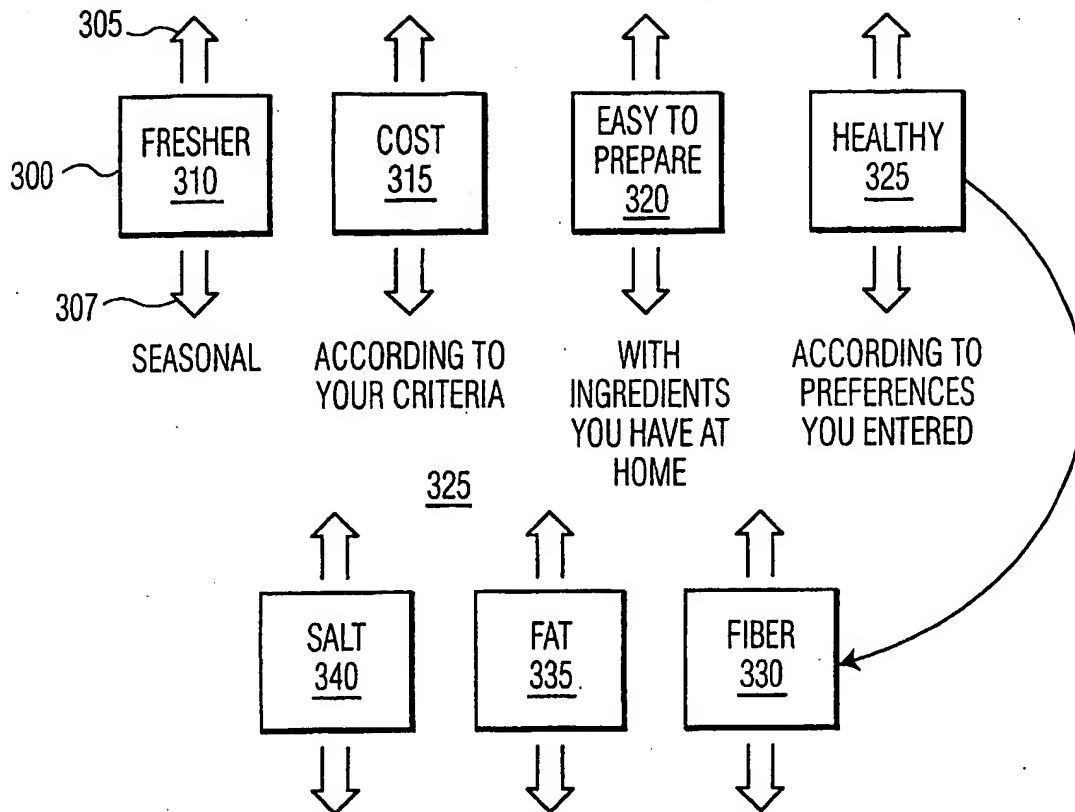 305
300
FRESHER
310
307
SEASONAL
COST
315
ACCORDING TO
YOUR CRITERIA
EASY TO
PREPARE
320
WITH
INGREDIENTS
YOU HAVE AT
HOME
HEALTHY
325
ACCORDING TO
PREFERENCES
YOU ENTERED
325
SALT
340
FAT
335
FIBER
330